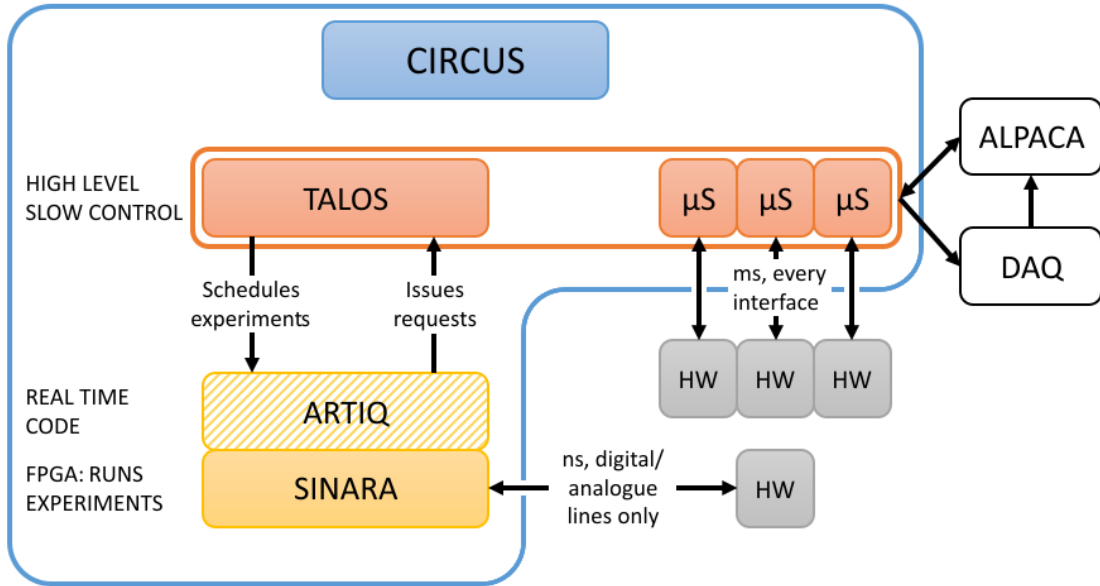 CIRCUS
HIGH LEVEL
SLOW CONTROL
TALOS
µS
µS
µS
ALPACA
DAQ
Schedules
experiments
Issues
requests
ms, every
interface
REAL TIME
CODE
ARTIQ
HW
HW
HW
FPGA: RUNS
EXPERIMENTS
SINARA
ns, digital/
analogue
lines only
HW